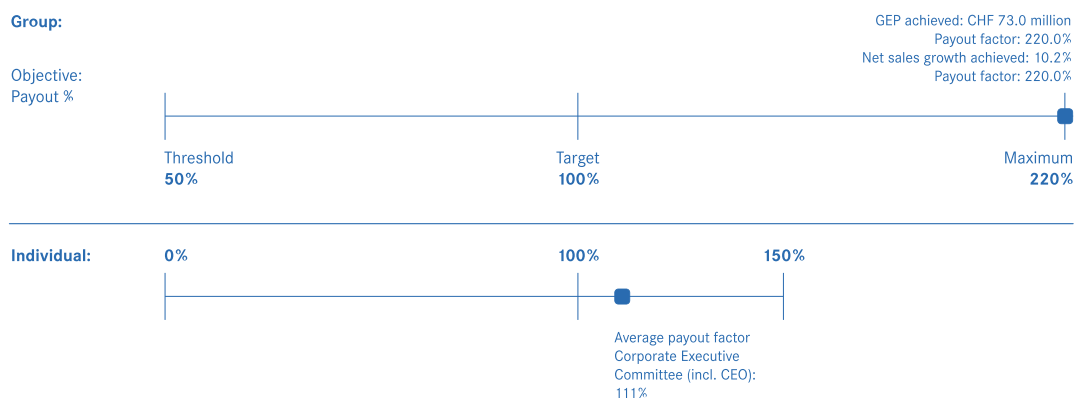 Group:
GEP achieved: CHF 73.0 million
Payout factor: 220.0%
Net sales growth achieved: 10.2%
Payout factor: 220.0%
Objective:
Payout %
Threshold
50%
Target
100%
Maximum
220%
Individual:
0%
100%
150%
Average payout factor
Corporate Executive
Committee (incl. CEO):
111%